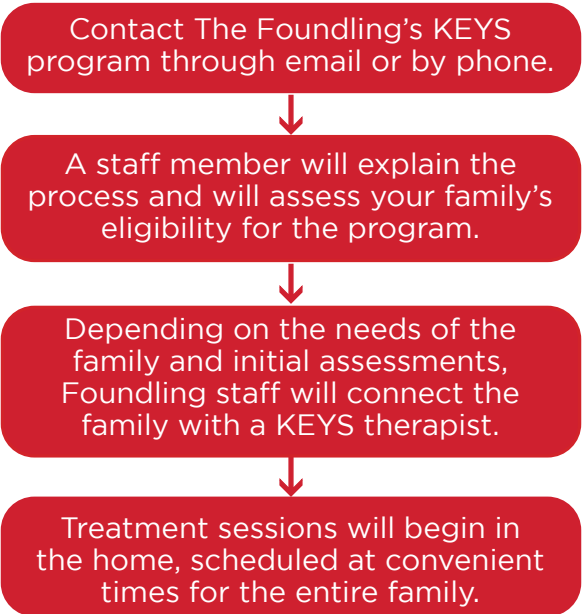 Contact The Foundling’s KEYS
program through email or by phone.
A staff member will explain the
process and will assess your family’s
eligibility for the program.
Depending on the needs of the
family and initial assessments,
Foundling staff will connect the
family with a KEYS therapist.
Treatment sessions will begin in
the home, scheduled at convenient
times for the entire family.